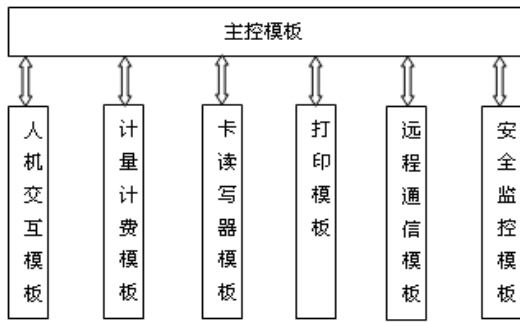 主控模板
人机交互模板
计量计费模板
卡读写器模板
打印模板
远程通信模板
安全监控模板